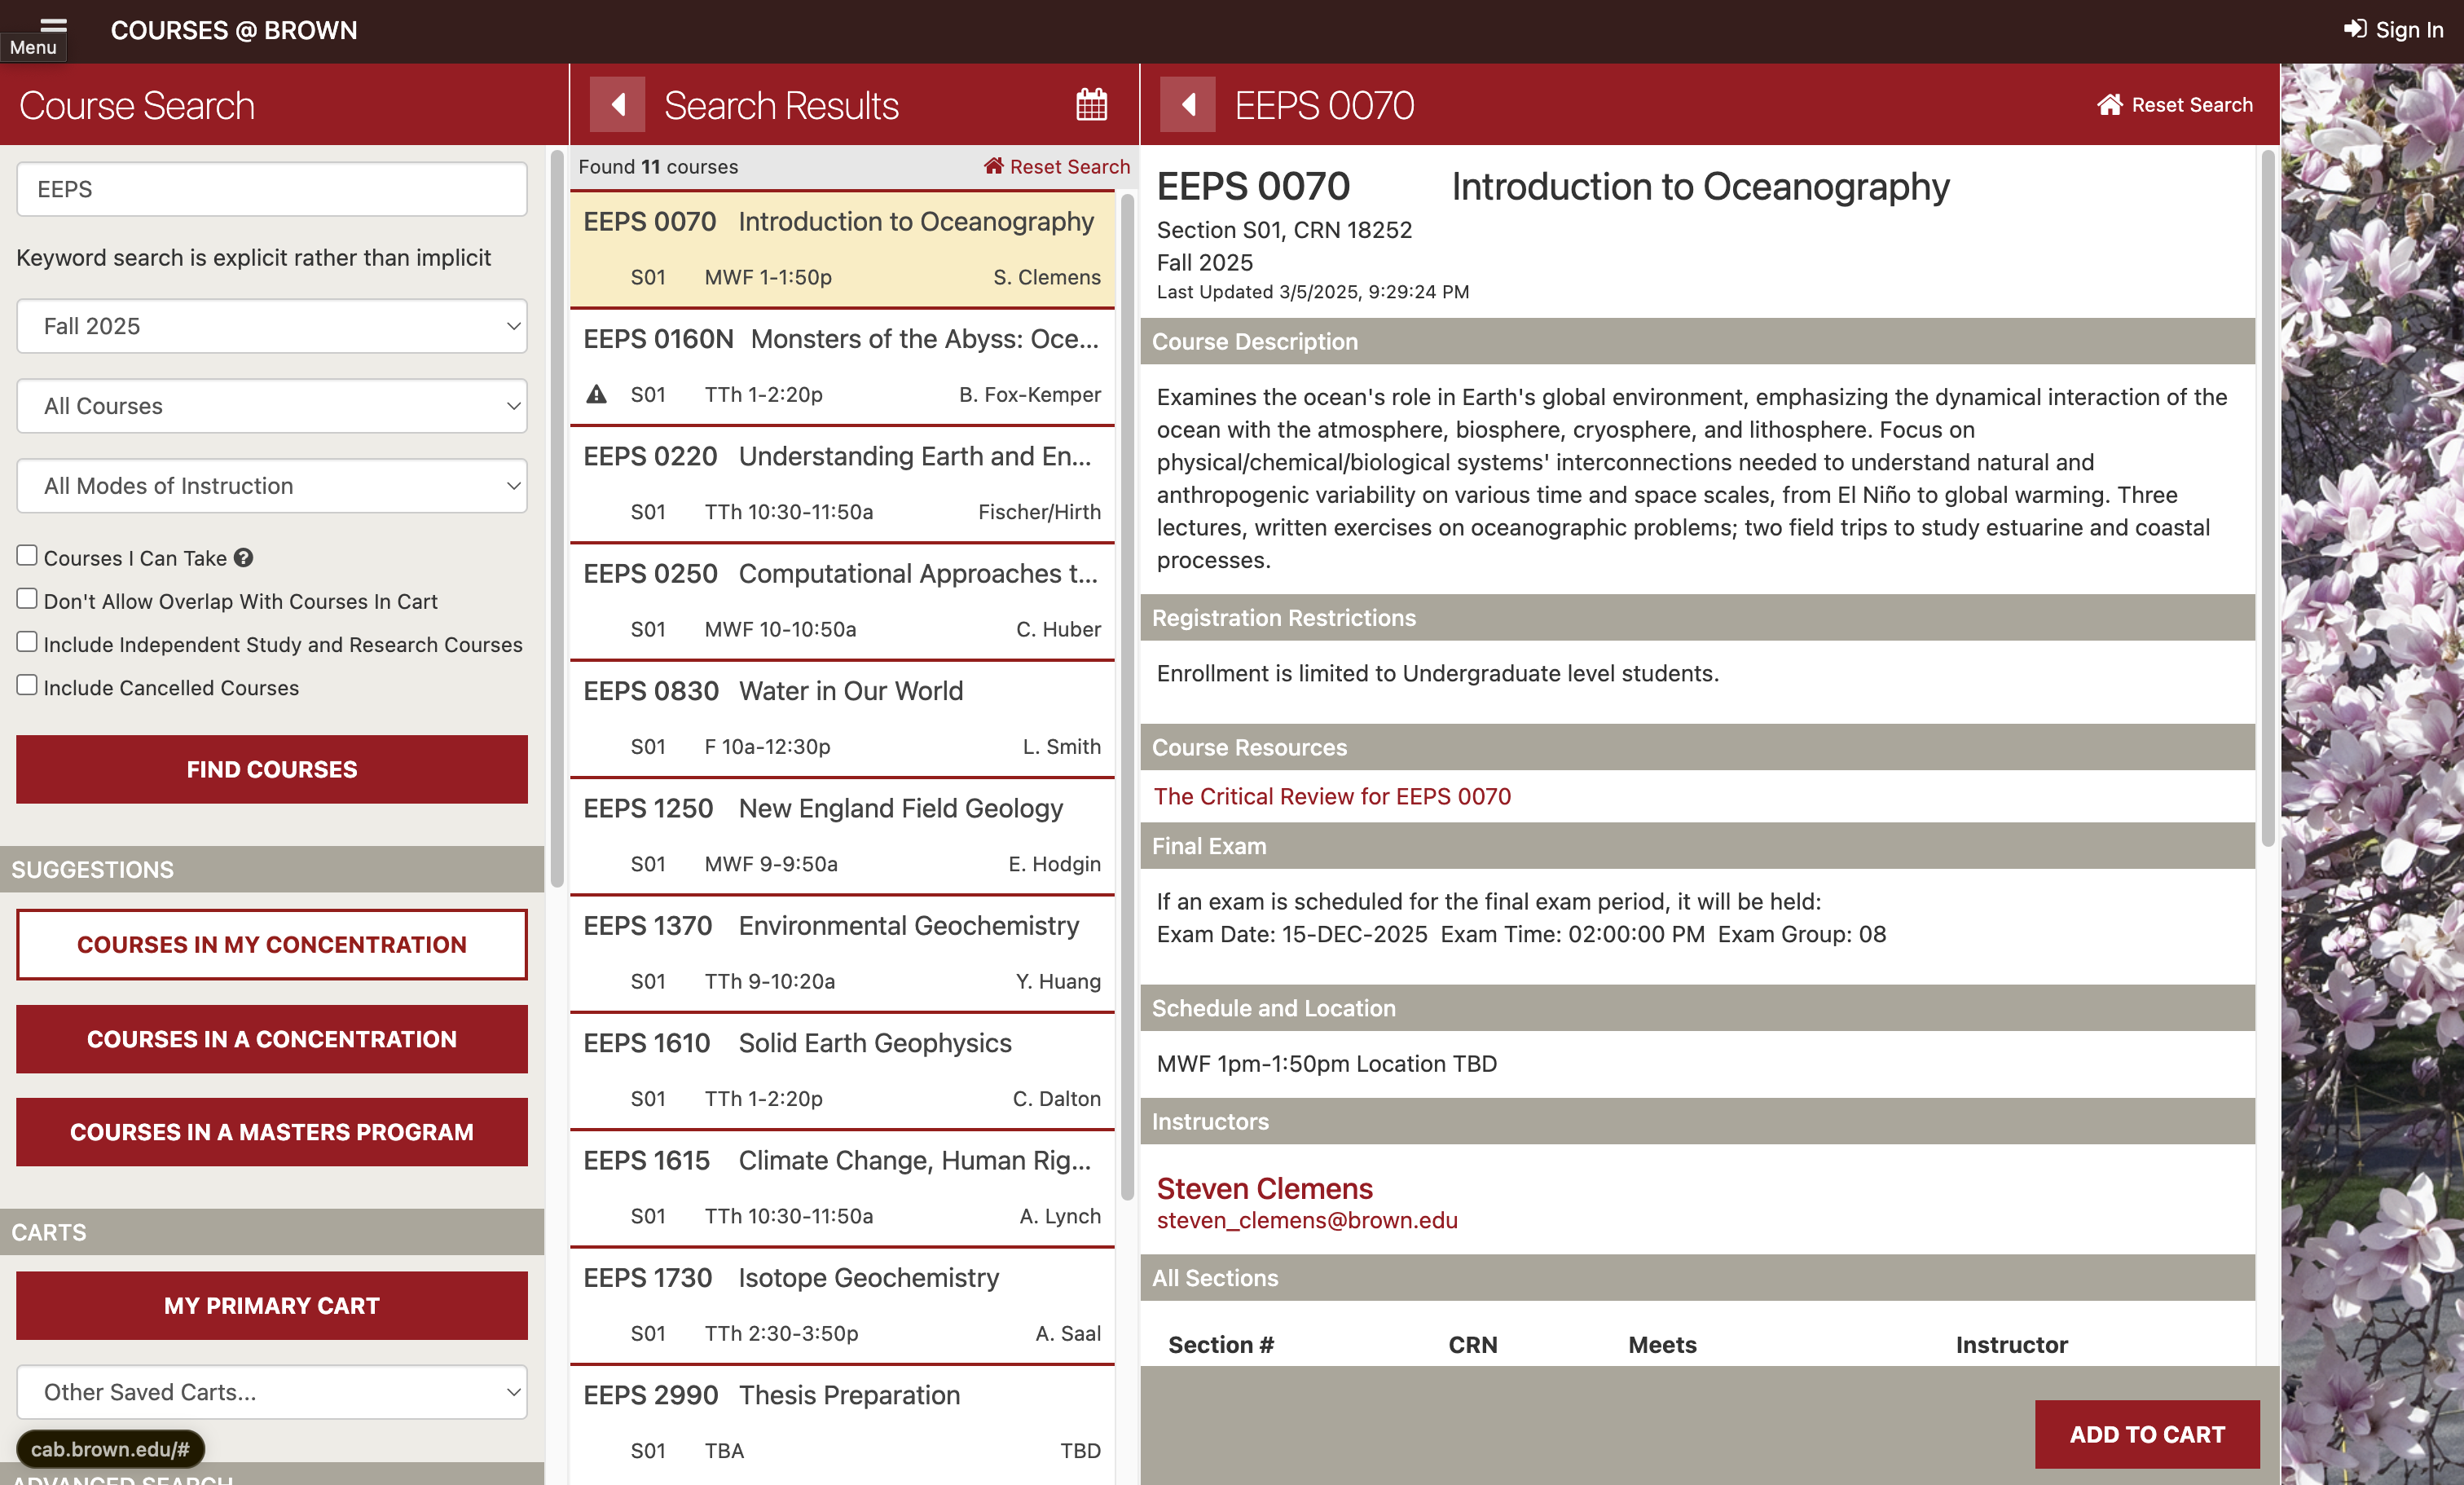 COURSES @ BROWN
Sign In
Menu
Course Search
EEPS
Keyword search is explicit rather than implicit
Fall 2025
All Courses
All Modes of Instruction
Courses I Can Take
Don't Allow Overlap With Courses In Cart
Include Independent Study and Research Courses
Include Cancelled Courses
FIND COURSES
SUGGESTIONS
COURSES IN MY CONCENTRATION
COURSES IN A CONCENTRATION
COURSES IN A MASTERS PROGRAM
CARTS
MY PRIMARY CART
Other Saved Carts...
cab.brown.edu/#
ADVANCED SEARCH
Search Results
Found 11 courses
Reset Search
EEPS 0070 Introduction to Oceanography
S01 MWF 1-1:50p S. Clemens
EEPS 0160N Monsters of the Abyss: Oce...
S01 TTh 1-2:20p B. Fox-Kemper
EEPS 0220 Understanding Earth and En...
S01 TTh 10:30-11:50a Fischer/Hirth
EEPS 0250 Computational Approaches t...
S01 MWF 10-10:50a C. Huber
EEPS 0830 Water in Our World
S01 F 10a-12:30p L. Smith
EEPS 1250 New England Field Geology
S01 MWF 9-9:50a E. Hodgin
EEPS 1370 Environmental Geochemistry
S01 TTh 9-10:20a Y. Huang
EEPS 1610 Solid Earth Geophysics
S01 TTh 1-2:20p C. Dalton
EEPS 1615 Climate Change, Human Rig...
S01 TTh 10:30-11:50a A. Lynch
EEPS 1730 Isotope Geochemistry
S01 TTh 2:30-3:50p A. Saal
EEPS 2990 Thesis Preparation
S01 TBA TBD
EEPS 0070
Reset Search
EEPS 0070 Introduction to Oceanography
Section S01, CRN 18252
Fall 2025
Last Updated 3/5/2025, 9:29:24 PM
Course Description
Examines the ocean's role in Earth's global environment, emphasizing the dynamical interaction of the
ocean with the atmosphere, biosphere, cryosphere, and lithosphere. Focus on
physical/chemical/biological systems' interconnections needed to understand natural and
anthropogenic variability on various time and space scales, from El Niño to global warming. Three
lectures, written exercises on oceanographic problems; two field trips to study estuarine and coastal
processes.
Registration Restrictions
Enrollment is limited to Undergraduate level students.
Course Resources
The Critical Review for EEPS 0070
Final Exam
If an exam is scheduled for the final exam period, it will be held:
Exam Date: 15-DEC-2025 Exam Time: 02:00:00 PM Exam Group: 08
Schedule and Location
MWF 1pm-1:50pm Location TBD
Instructors
Steven Clemens
steven_clemens@brown.edu
All Sections
Section # CRN Meets Instructor
ADD TO CART